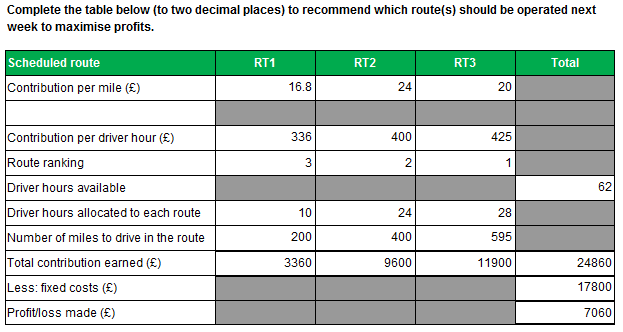 Complete the table below (to two decimal places) to recommend which route(s) should be operated next
week to maximise profits.
Scheduled route RT1 RT2 RT3 Total
Contribution per mile (£) 16.8 24 20
Contribution per driver hour (£) 336 400 425
Route ranking 3 2 1
Driver hours available 62
Driver hours allocated to each route 10 24 28
Number of miles to drive in the route 200 400 595
Total contribution earned (£) 3360 9600 11900 24860
Less: fixed costs (£) 17800
Profit/loss made (£) 7060